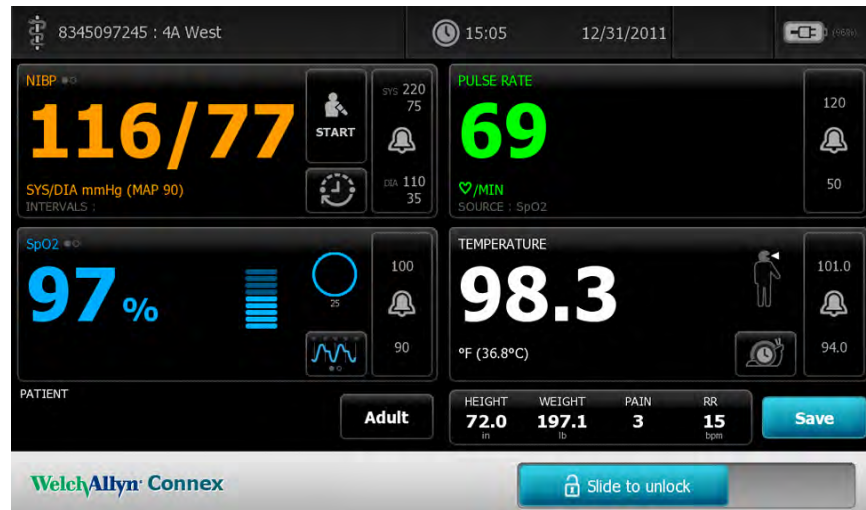 8345097245 : 4A West
15:05
12/31/2011
(96%)
NIBP
116/77
START
SYS 220
75
DIA 110
35
SYS/DIA mmHg (MAP 90)
INTERVALS :
PULSE RATE
69
/MIN
SOURCE : SpO2
120
50
SpO2
97 %
25
100
90
TEMPERATURE
98.3
°F (36.8°C)
101.0
94.0
PATIENT
Adult
HEIGHT WEIGHT PAIN RR
72.0 197.1 3 15
in lb bpm
Save
WelchAllyn® Connex
Slide to unlock